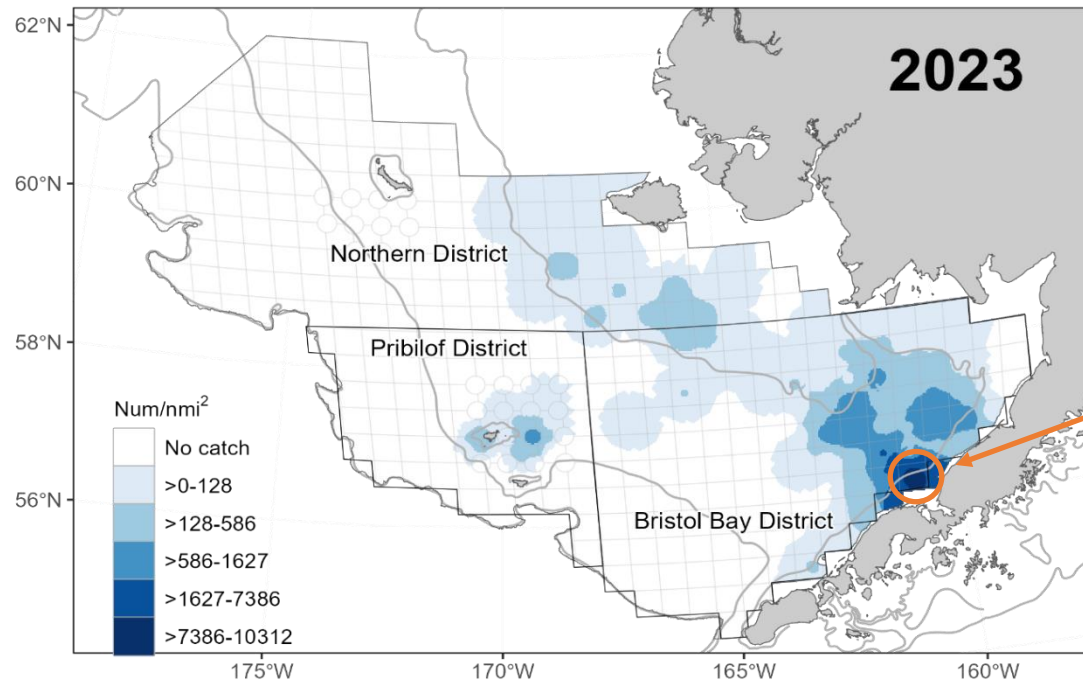 62°N
2023
60°N
Northern District
58°N
Pribilof District
Num/nmi²
No catch
>0-128
56°N
>128-586
Bristol Bay District
>586-1627
>1627-7386
>7386-10312
175°W
170°W
165°W
160°W